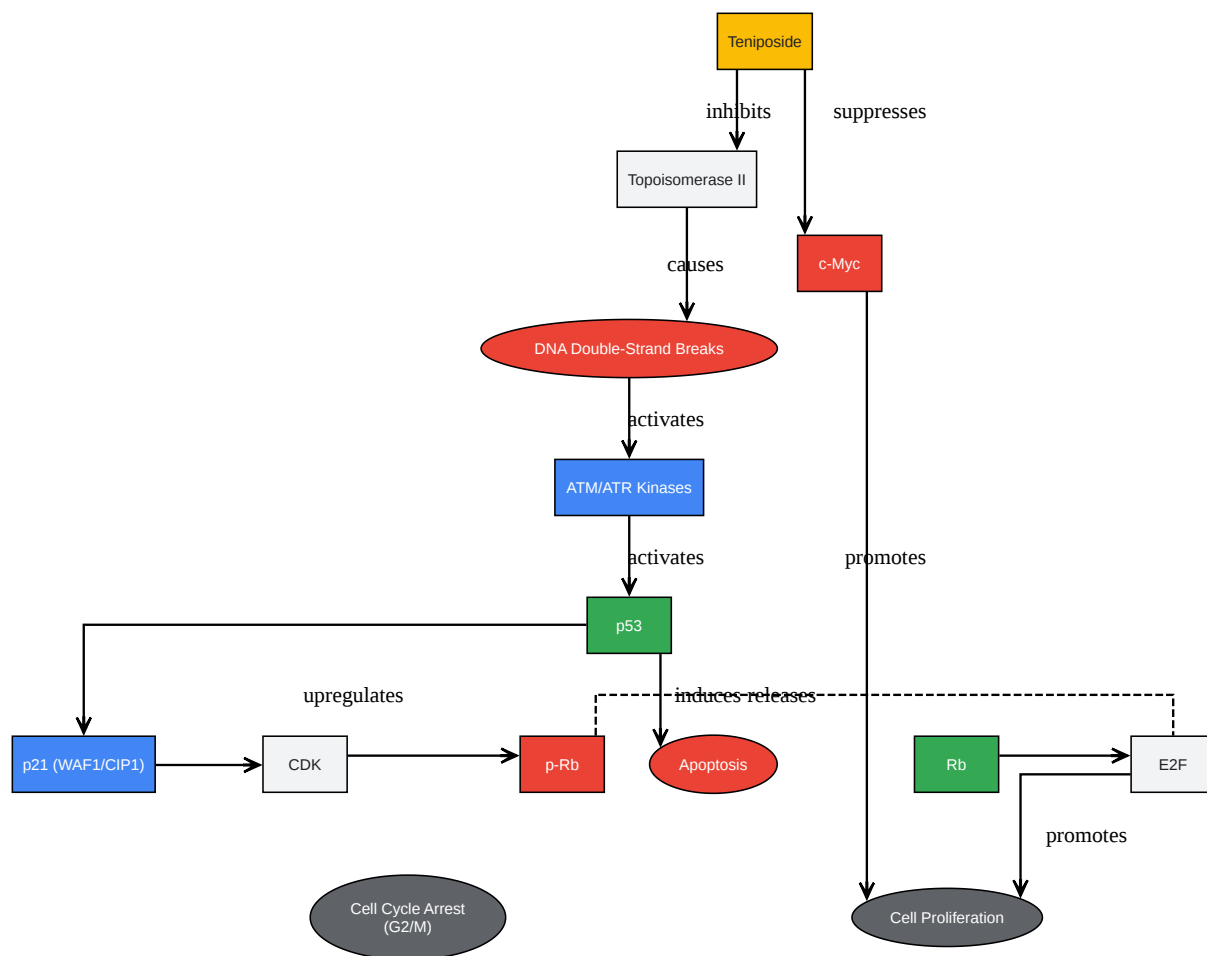 Teniposide
inhibits
suppresses
Topoisomerase II
c-Myc
causes
DNA Double-Strand Breaks
activates
ATM/ATR Kinases
activates
promotes
p53
upregulates
induces
releases
p21 (WAF1/CIP1)
CDK
p-Rb
Apoptosis
Rb
E2F
promotes
Cell Cycle Arrest
(G2/M)
Cell Proliferation